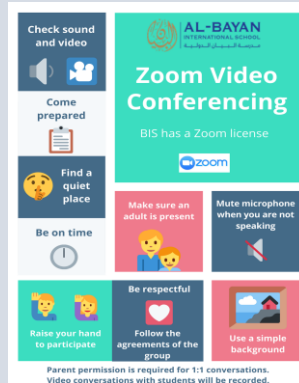 Check sound
and video
Come
prepared
Find a
quiet
place
Be on time
AL-BAYAN
INTERNATIONAL SCHOOL
مدرسة البيان الدولية
Zoom Video
Conferencing
BIS has a Zoom license
zoom
Make sure an
adult is present
Mute microphone
when you are not
speaking
Raise your hand
to participate
Be respectful
Follow the
agreements of the
group
Use a simple
background
Parent permission is required for 1:1 conversations.
Video conversations with students will be recorded.